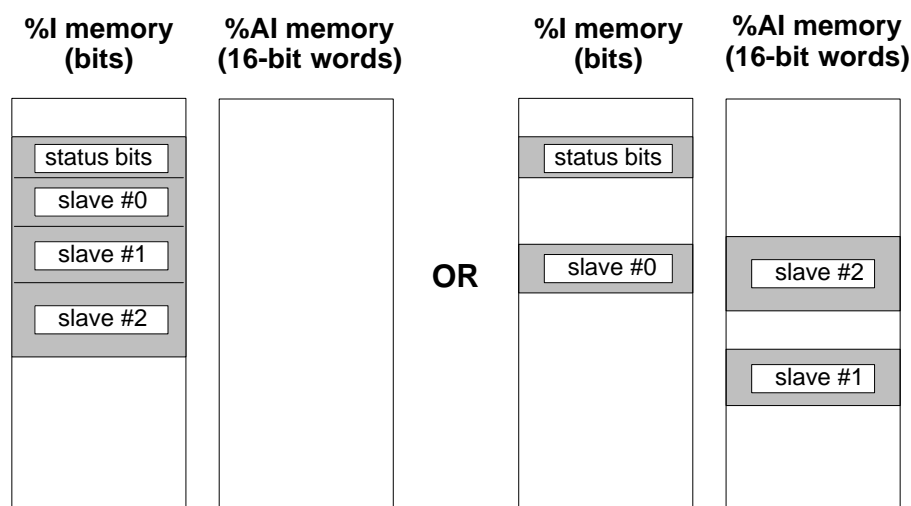 %I memory
(bits)
%AI memory
(16-bit words)
status bits
slave #0
slave #1
slave #2
OR
%I memory
(bits)
%AI memory
(16-bit words)
status bits
slave #0
slave #2
slave #1